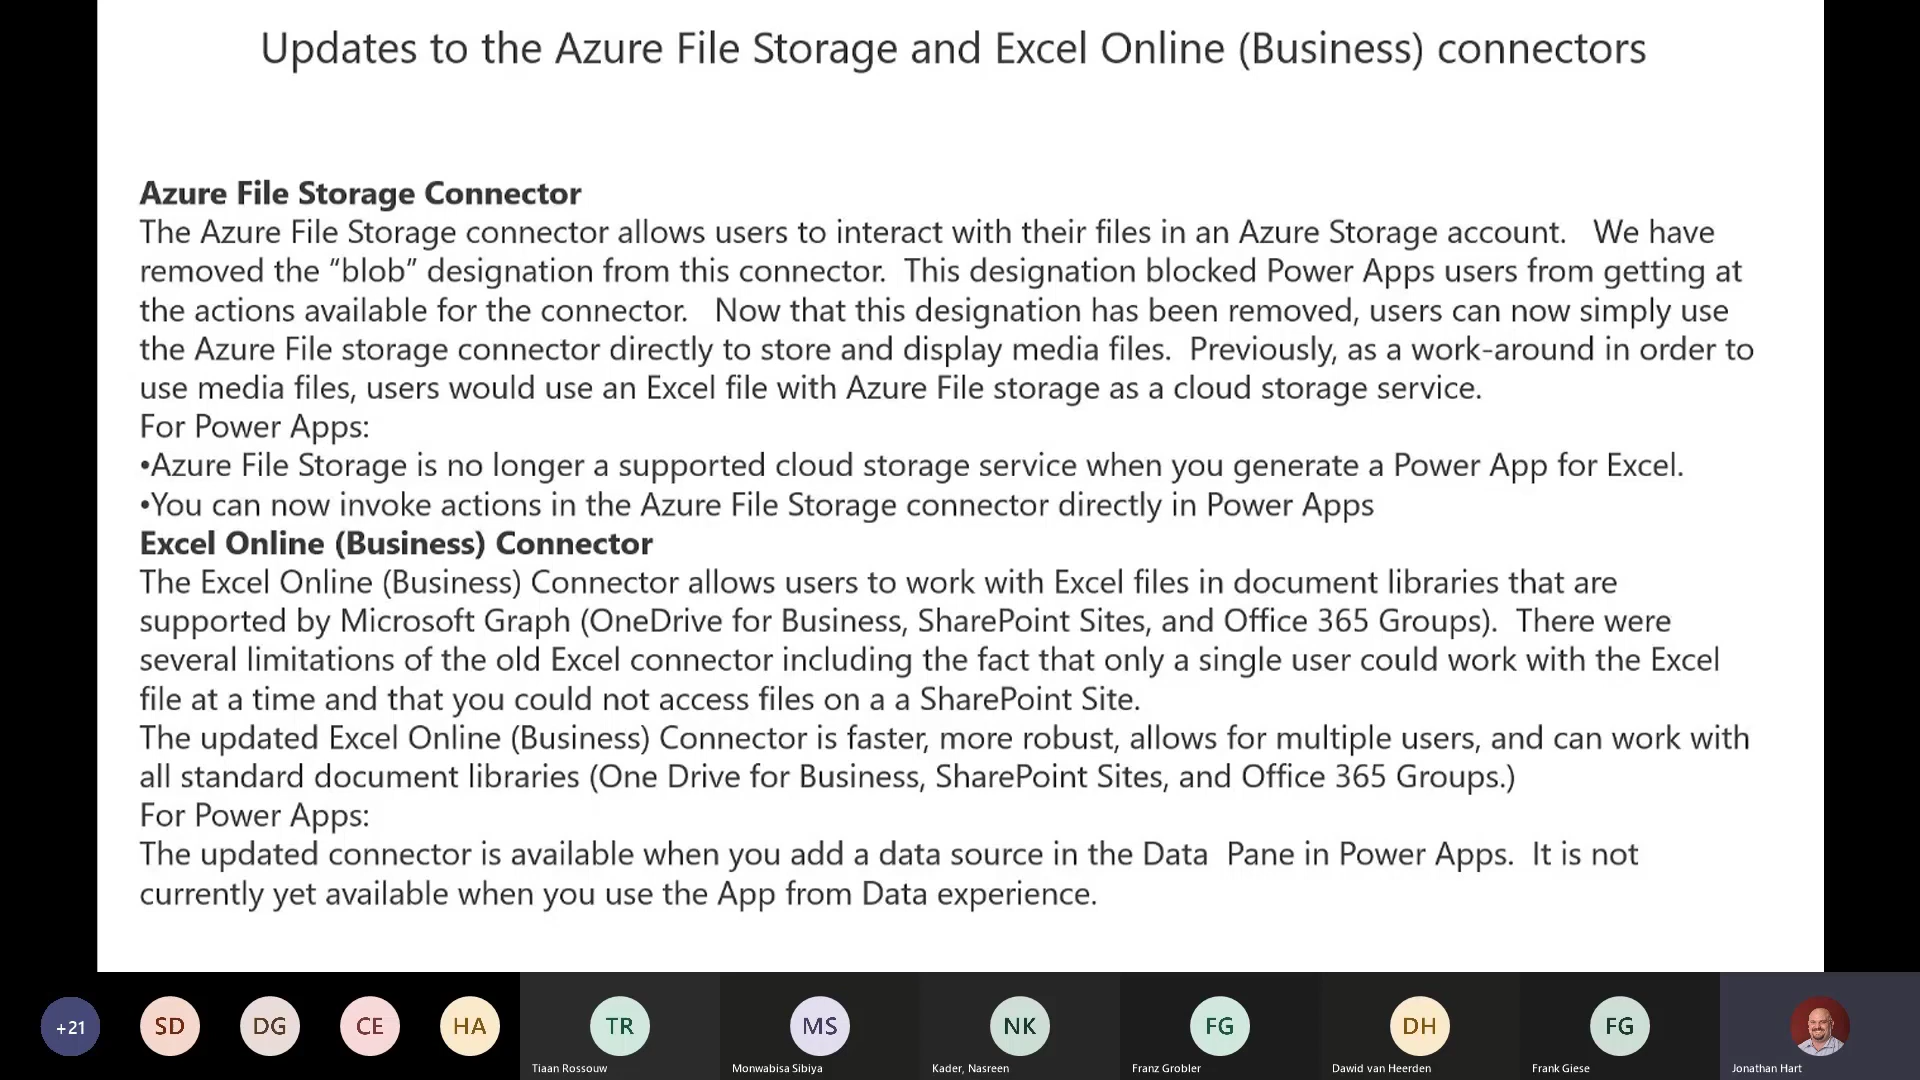 Updates to the Azure File Storage and Excel Online (Business) connectors
Azure File Storage Connector
The Azure File Storage connector allows users to interact with their files in an Azure Storage account.   We have
removed the “blob” designation from this connector.  This designation blocked Power Apps users from getting at
the actions available for the connector.   Now that this designation has been removed, users can now simply use
the Azure File storage connector directly to store and display media files.  Previously, as a work-around in order to
use media files, users would use an Excel file with Azure File storage as a cloud storage service.
For Power Apps:
•Azure File Storage is no longer a supported cloud storage service when you generate a Power App for Excel.
•You can now invoke actions in the Azure File Storage connector directly in Power Apps
Excel Online (Business) Connector
The Excel Online (Business) Connector allows users to work with Excel files in document libraries that are
supported by Microsoft Graph (OneDrive for Business, SharePoint Sites, and Office 365 Groups).  There were
several limitations of the old Excel connector including the fact that only a single user could work with the Excel
file at a time and that you could not access files on a a SharePoint Site.
The updated Excel Online (Business) Connector is faster, more robust, allows for multiple users, and can work with
all standard document libraries (One Drive for Business, SharePoint Sites, and Office 365 Groups.)
For Power Apps:
The updated connector is available when you add a data source in the Data  Pane in Power Apps.  It is not
currently yet available when you use the App from Data experience.
+21 SD DG CE HA TR MS NK FG DH FG
Tiaan Rossouw Monwabisa Sibiya Kader, Nasreen Franz Grobler Dawid van Heerden Frank Giese Jonathan Hart